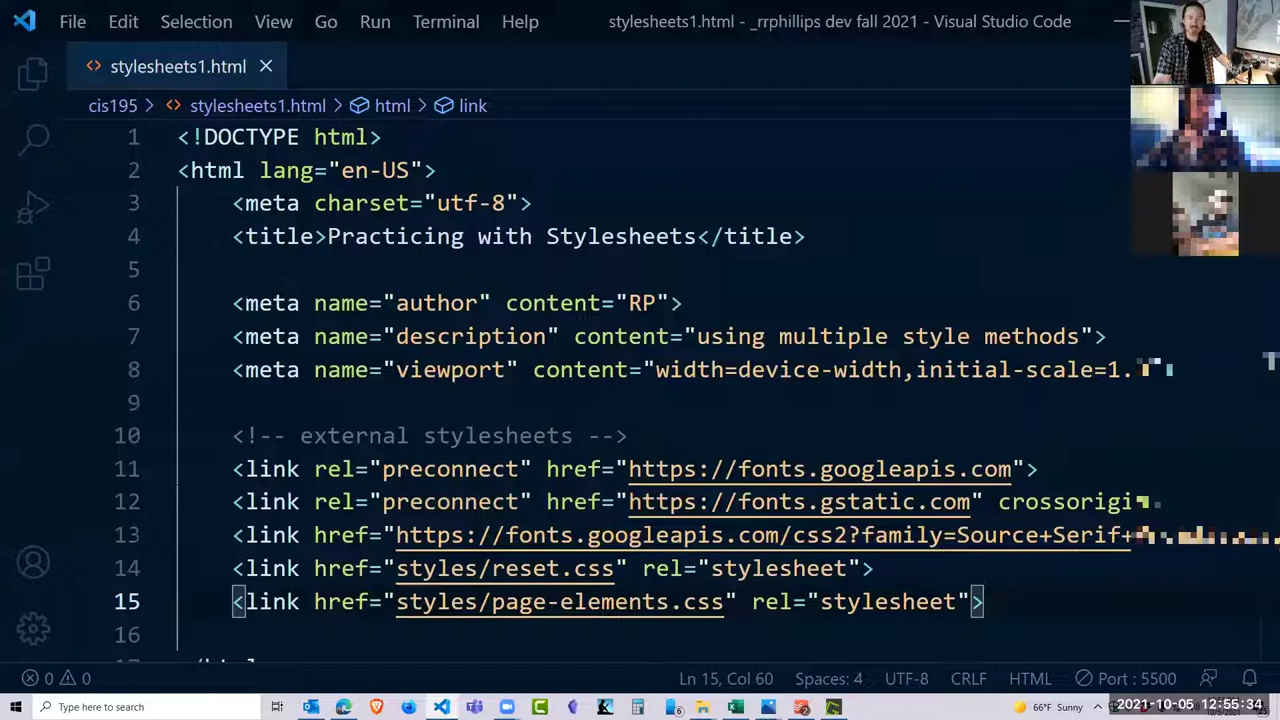 File Edit Selection View Go Run Terminal Help stylesheets1.html - _rrphillips dev fall 2021 - Visual Studio Code
stylesheets1.html
cis195 > stylesheets1.html > html > link
1 <!DOCTYPE html>
2 <html lang="en-US">
3 <meta charset="utf-8">
4 <title>Practicing with Stylesheets</title>
5
6 <meta name="author" content="RP">
7 <meta name="description" content="using multiple style methods">
8 <meta name="viewport" content="width=device-width,initial-scale=1.
9
10 <!-- external stylesheets -->
11 <link rel="preconnect" href="https://fonts.googleapis.com">
12 <link rel="preconnect" href="https://fonts.gstatic.com" crossorigi
13 <link href="https://fonts.googleapis.com/css2?family=Source+Serif+
14 <link href="styles/reset.css" rel="stylesheet">
15 <link href="styles/page-elements.css" rel="stylesheet">
16
0 0 Ln 15, Col 60 Spaces: 4 UTF-8 CRLF HTML Port : 5500
Type here to search 66°F Sunny 2021-10-05 12:55:34